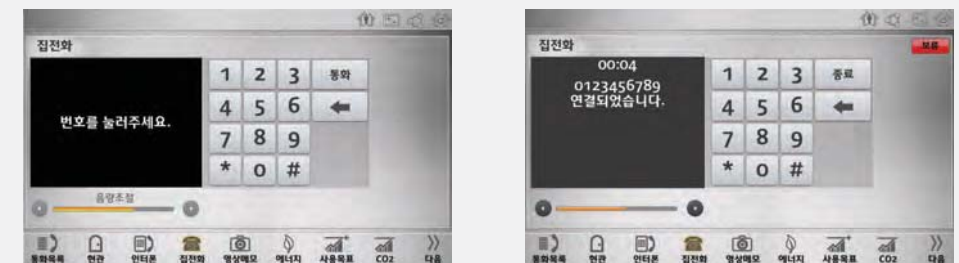 집전화
번호를 눌러주세요.
1 2 3 통화
4 5 6
7 8 9
* 0 #
음량조절
통화목록 현관 인터폰 집전화 영상메모 에너지 사용목표 CO2 다음
집전화 보류
00:04
0123456789
연결되었습니다.
1 2 3 종료
4 5 6
7 8 9
* 0 #
통화목록 현관 인터폰 집전화 영상메모 에너지 사용목표 CO2 다음